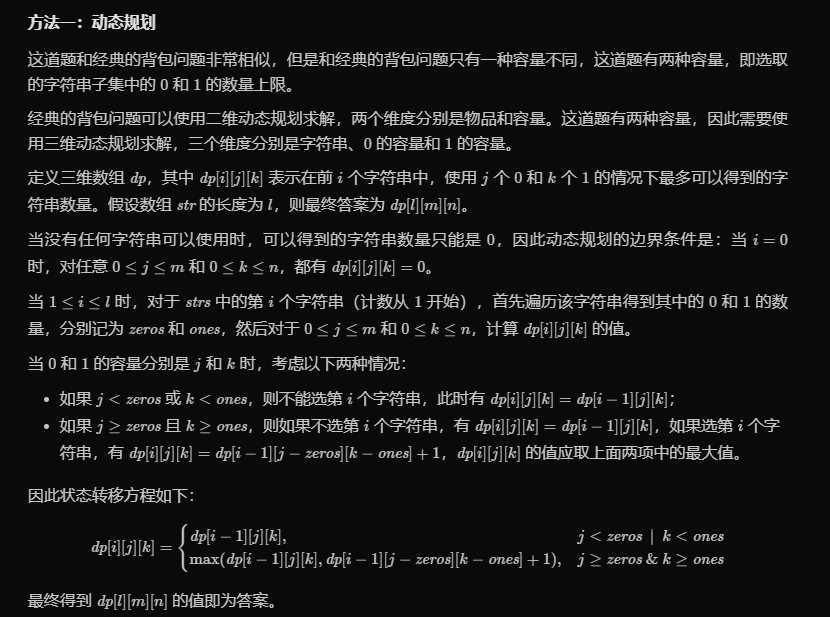 方法一：动态规划
这道题和经典的背包问题非常相似，但是和经典的背包问题只有一种容量不同，这道题有两种容量，即选取
的字符串子集中的 0 和 1 的数量上限。
经典的背包问题可以使用二维动态规划求解，两个维度分别是物品和容量。这道题有两种容量，因此需要使
用三维动态规划求解，三个维度分别是字符串、0 的容量和 1 的容量。
定义三维数组 dp，其中 dp[i][j][k] 表示在前 i 个字符串中，使用 j 个 0 和 k 个 1 的情况下最多可以得到的字
符串数量。假设数组 str 的长度为 l，则最终答案为 dp[l][m][n]。
当没有任何字符串可以使用时，可以得到的字符串数量只能是 0，因此动态规划的边界条件是：当 i = 0
时，对任意 0 ≤ j ≤ m 和 0 ≤ k ≤ n，都有 dp[i][j][k] = 0。
当 1 ≤ i ≤ l 时，对于 strs 中的第 i 个字符串（计数从 1 开始），首先遍历该字符串得到其中的 0 和 1 的数
量，分别记为 zeros 和 ones，然后对于 0 ≤ j ≤ m 和 0 ≤ k ≤ n，计算 dp[i][j][k] 的值。
当 0 和 1 的容量分别是 j 和 k 时，考虑以下两种情况：
• 如果 j < zeros 或 k < ones，则不能选第 i 个字符串，此时有 dp[i][j][k] = dp[i − 1][j][k]；
• 如果 j ≥ zeros 且 k ≥ ones，则如果不选第 i 个字符串，有 dp[i][j][k] = dp[i − 1][j][k]，如果选第 i 个字
符串，有 dp[i][j][k] = dp[i − 1][j − zeros][k − ones] + 1，dp[i][j][k] 的值应取上面两项中的最大值。
因此状态转移方程如下：
dp[i][j][k] = { dp[i − 1][j][k], j < zeros | k < ones
max(dp[i − 1][j][k], dp[i − 1][j − zeros][k − ones] + 1), j ≥ zeros & k ≥ ones
最终得到 dp[l][m][n] 的值即为答案。